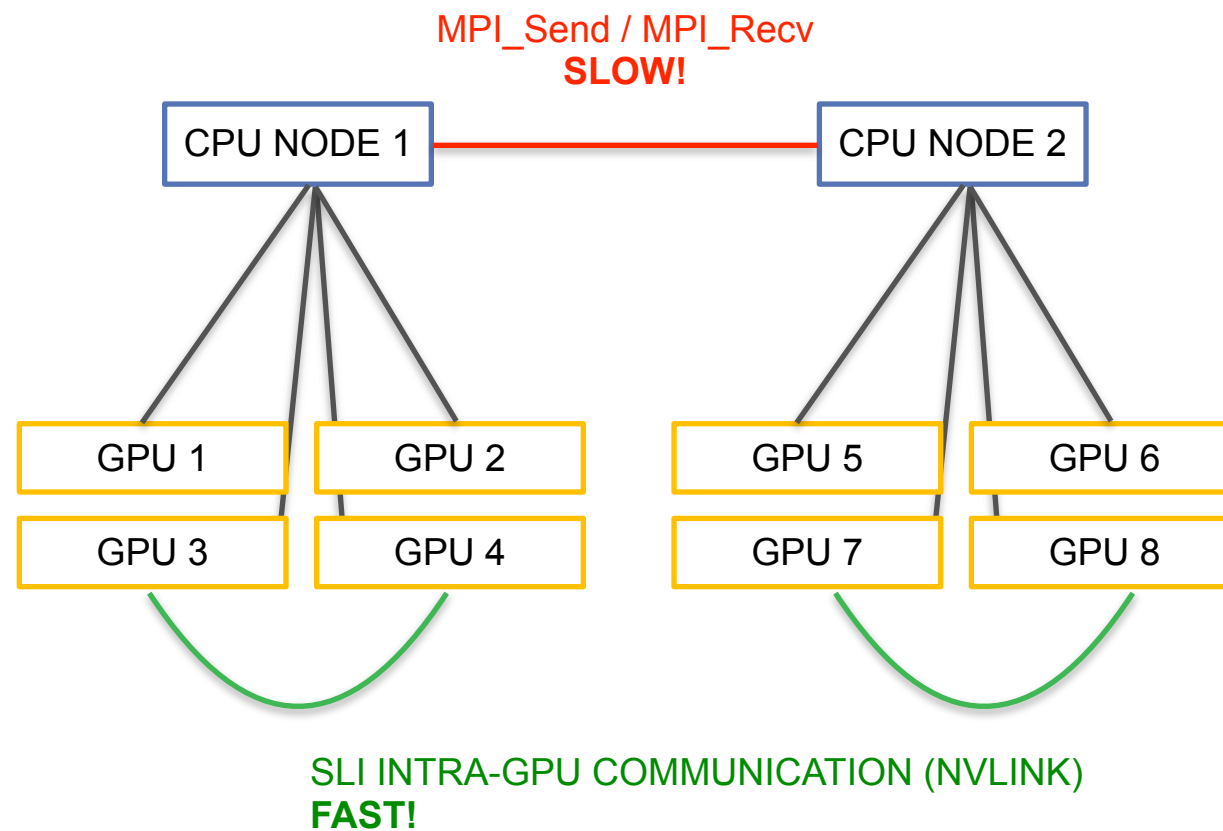 MPI_Send / MPI_Recv
SLOW!
CPU NODE 1
CPU NODE 2
GPU 1
GPU 2
GPU 5
GPU 6
GPU 3
GPU 4
GPU 7
GPU 8
SLI INTRA-GPU COMMUNICATION (NVLINK)
FAST!